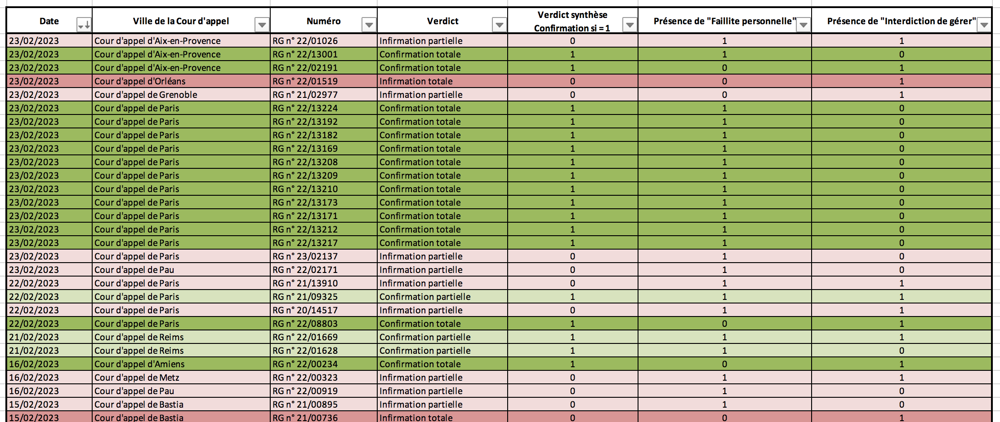 Date Ville de la Cour d'appel Numéro Verdict Verdict synthèse Confirmation si = 1 Présence de "Faillite personnelle" Présence de "Interdiction de gérer"
23/02/2023 Cour d'appel d'Aix-en-Provence RG n° 22/01026 Infirmation partielle 0 1 1
23/02/2023 Cour d'appel d'Aix-en-Provence RG n° 22/13001 Confirmation totale 1 1 0
23/02/2023 Cour d'appel d'Aix-en-Provence RG n° 22/02191 Confirmation totale 1 0 1
23/02/2023 Cour d'appel d'Orléans RG n° 22/01519 Infirmation totale 0 0 1
23/02/2023 Cour d'appel de Grenoble RG n° 21/02977 Infirmation partielle 0 0 1
23/02/2023 Cour d'appel de Paris RG n° 22/13224 Confirmation totale 1 1 0
23/02/2023 Cour d'appel de Paris RG n° 22/13192 Confirmation totale 1 1 0
23/02/2023 Cour d'appel de Paris RG n° 22/13182 Confirmation totale 1 1 0
23/02/2023 Cour d'appel de Paris RG n° 22/13169 Confirmation totale 1 1 0
23/02/2023 Cour d'appel de Paris RG n° 22/13208 Confirmation totale 1 1 0
23/02/2023 Cour d'appel de Paris RG n° 22/13209 Confirmation totale 1 1 0
23/02/2023 Cour d'appel de Paris RG n° 22/13210 Confirmation totale 1 1 0
23/02/2023 Cour d'appel de Paris RG n° 22/13173 Confirmation totale 1 1 0
23/02/2023 Cour d'appel de Paris RG n° 22/13171 Confirmation totale 1 1 0
23/02/2023 Cour d'appel de Paris RG n° 22/13212 Confirmation totale 1 1 0
23/02/2023 Cour d'appel de Paris RG n° 22/13217 Confirmation totale 1 1 0
23/02/2023 Cour d'appel de Paris RG n° 23/02137 Infirmation partielle 0 1 0
23/02/2023 Cour d'appel de Pau RG n° 22/02171 Infirmation partielle 0 1 0
22/02/2023 Cour d'appel de Paris RG n° 21/13910 Infirmation partielle 0 1 1
22/02/2023 Cour d'appel de Paris RG n° 21/09325 Confirmation partielle 1 1 1
22/02/2023 Cour d'appel de Paris RG n° 20/14517 Infirmation partielle 0 1 1
22/02/2023 Cour d'appel de Paris RG n° 22/08803 Confirmation totale 1 0 1
21/02/2023 Cour d'appel de Reims RG n° 22/01669 Confirmation partielle 1 1 1
21/02/2023 Cour d'appel de Reims RG n° 22/01628 Confirmation partielle 1 1 0
16/02/2023 Cour d'appel d'Amiens RG n° 22/00234 Confirmation totale 1 0 1
16/02/2023 Cour d'appel de Metz RG n° 22/00323 Infirmation partielle 0 1 1
16/02/2023 Cour d'appel de Pau RG n° 22/00919 Infirmation partielle 0 1 0
15/02/2023 Cour d'appel de Bastia RG n° 21/00895 Infirmation partielle 0 1 0
15/02/2023 Cour d'appel de Bastia RG n° 21/00736 Infirmation totale 0 0 1